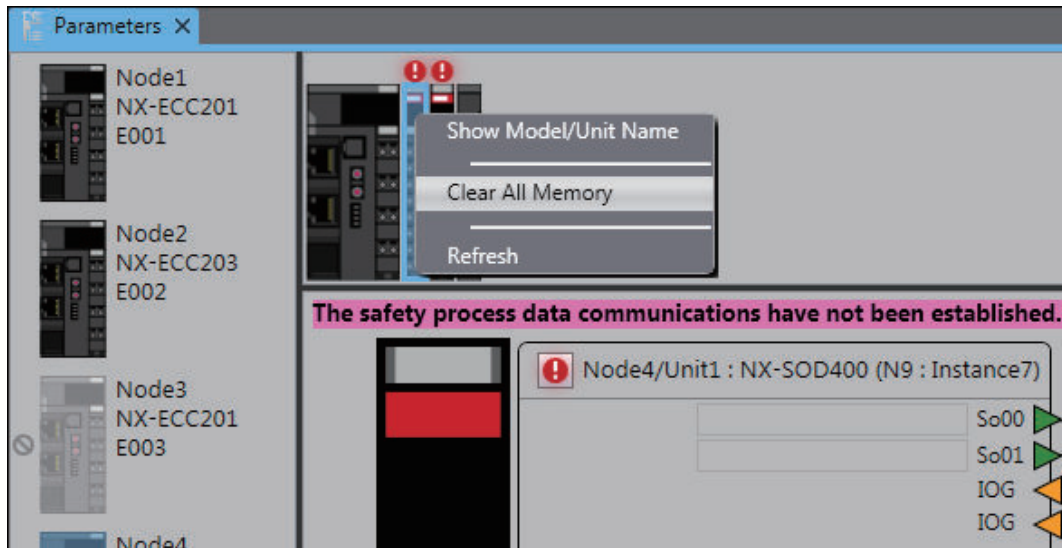 Parameters
Node1
NX-ECC201
E001
Node2
NX-ECC203
E002
Node3
NX-ECC201
E003
Node4
Show Model/Unit Name
Clear All Memory
Refresh
The safety process data communications have not been established.
Node4/Unit1 : NX-SOD400 (N9 : Instance7)
So00
So01
IOG
IOG